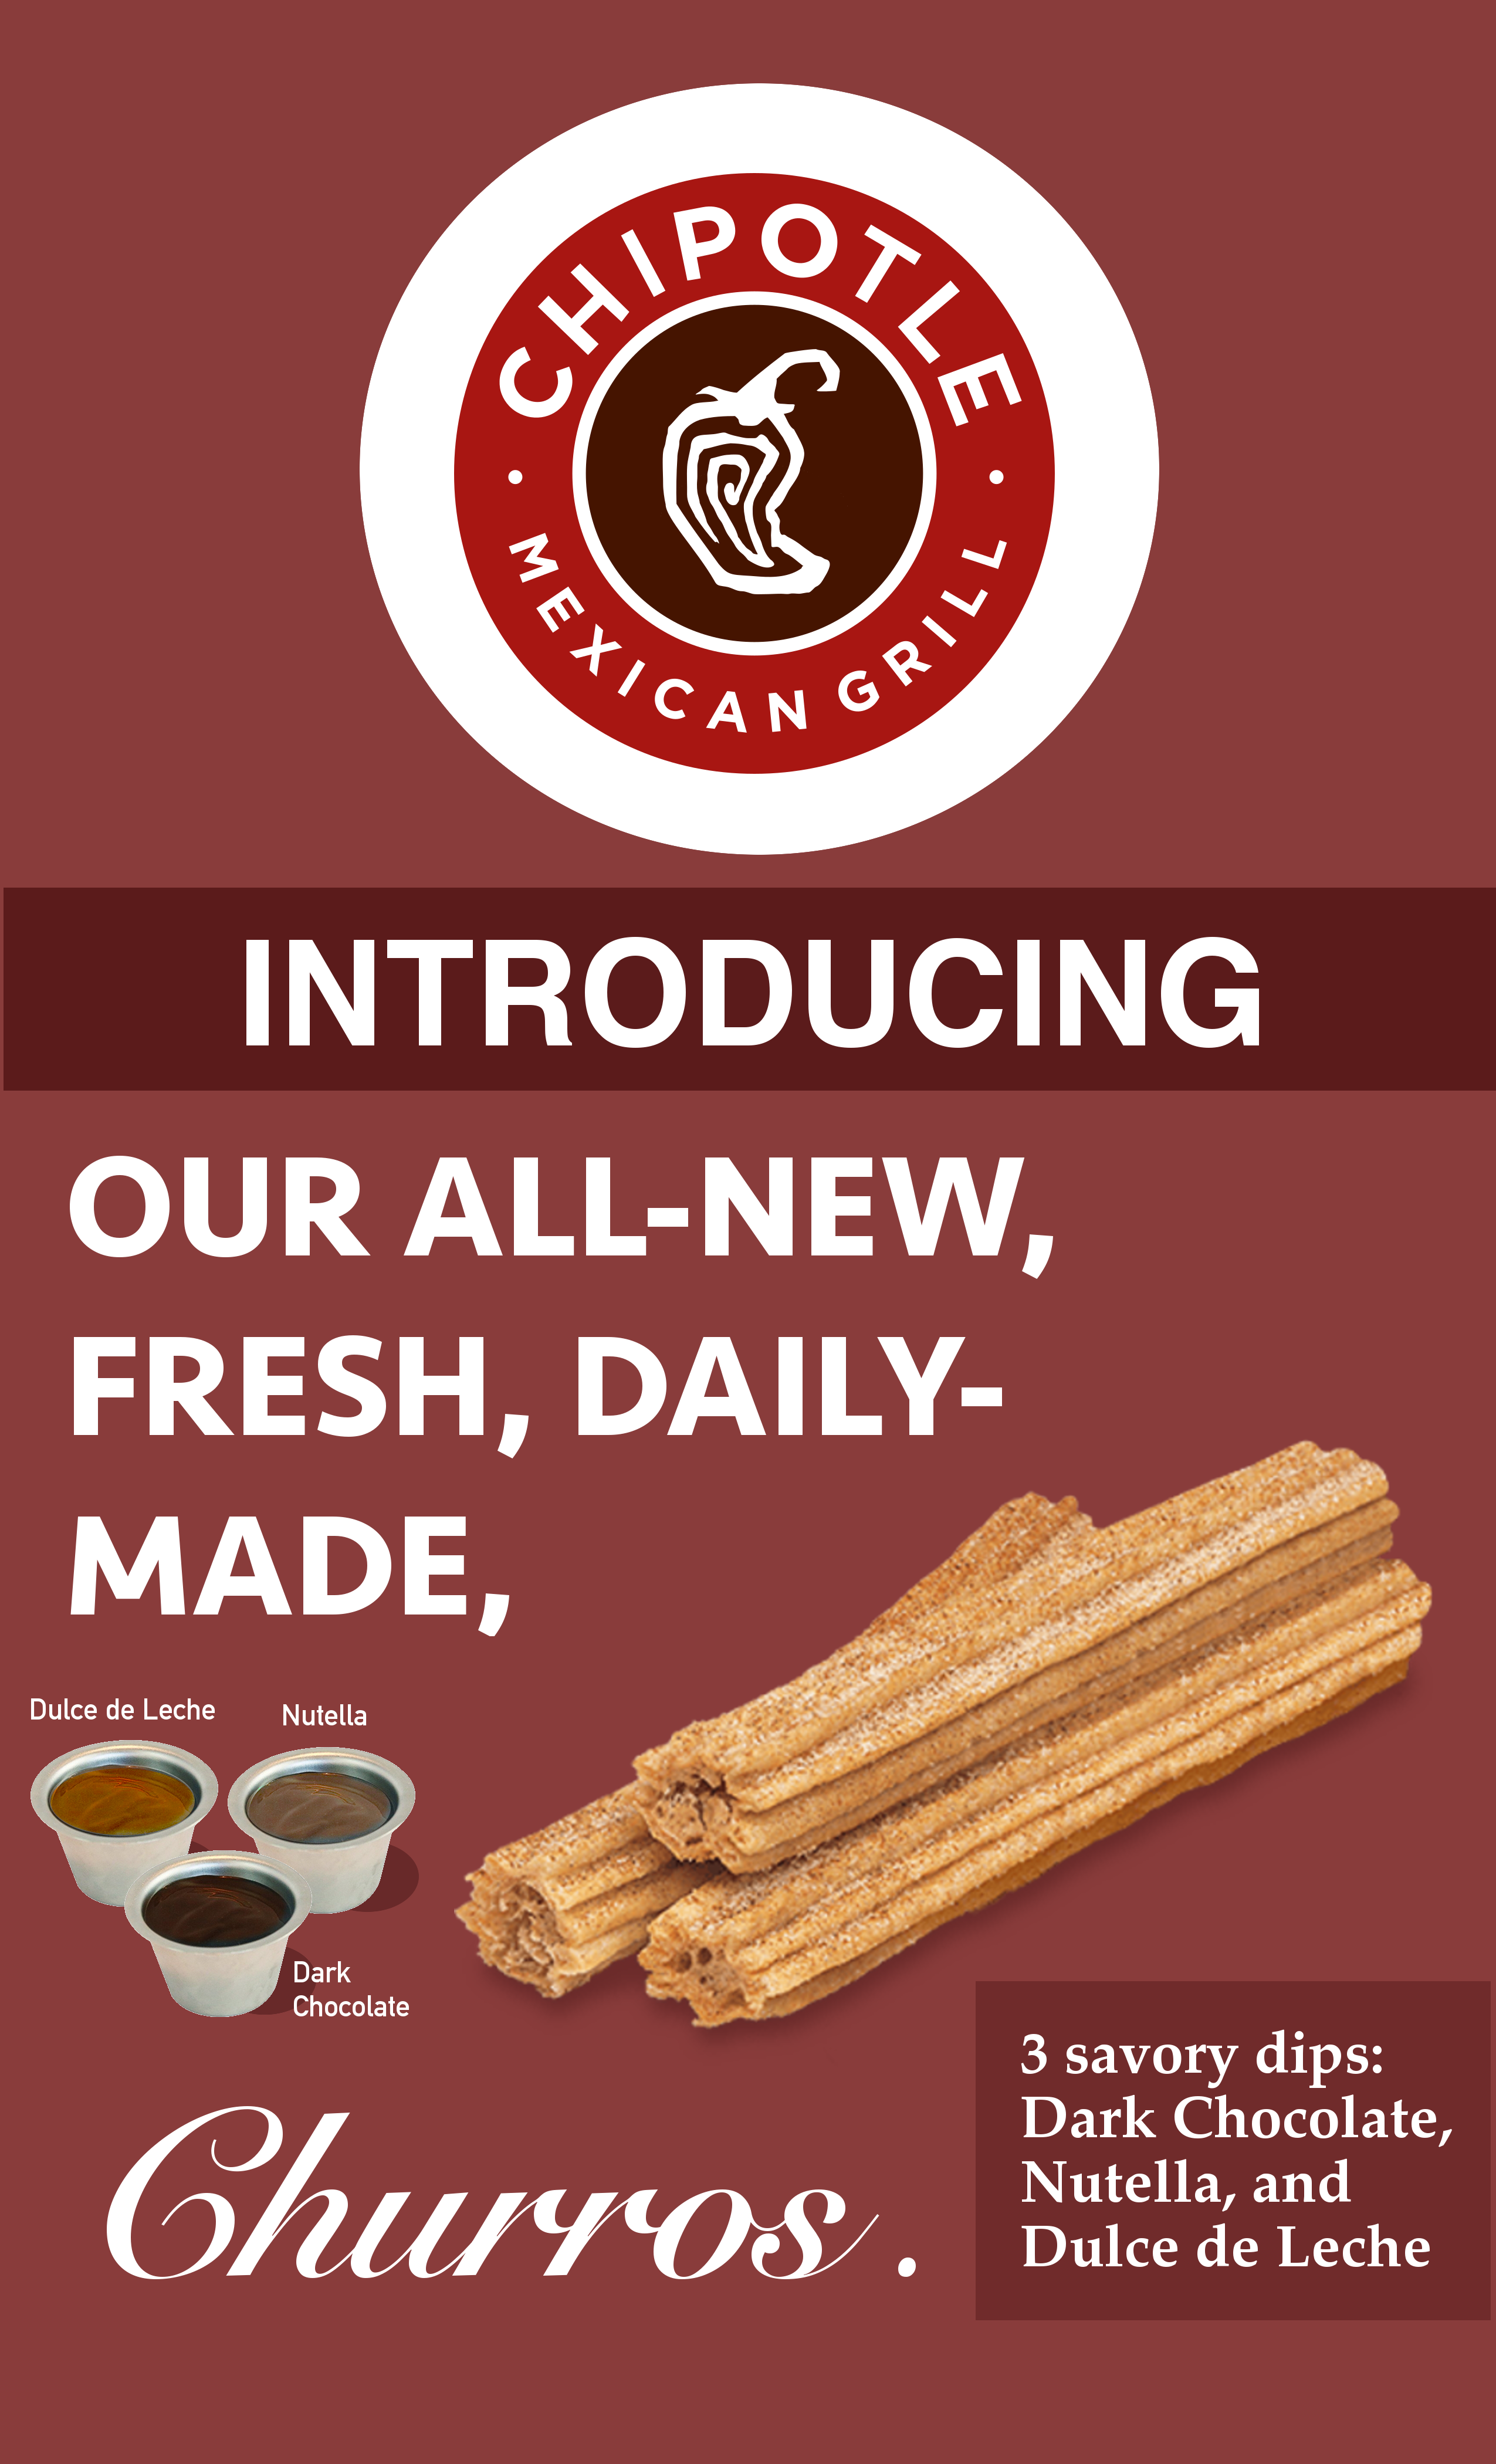 CHIPOTLE
MEXICAN GRILL
INTRODUCING
OUR ALL-NEW,
FRESH, DAILY-
MADE,
Dulce de Leche
Nutella
Dark
Chocolate
Churros.
3 savory dips:
Dark Chocolate,
Nutella, and
Dulce de Leche